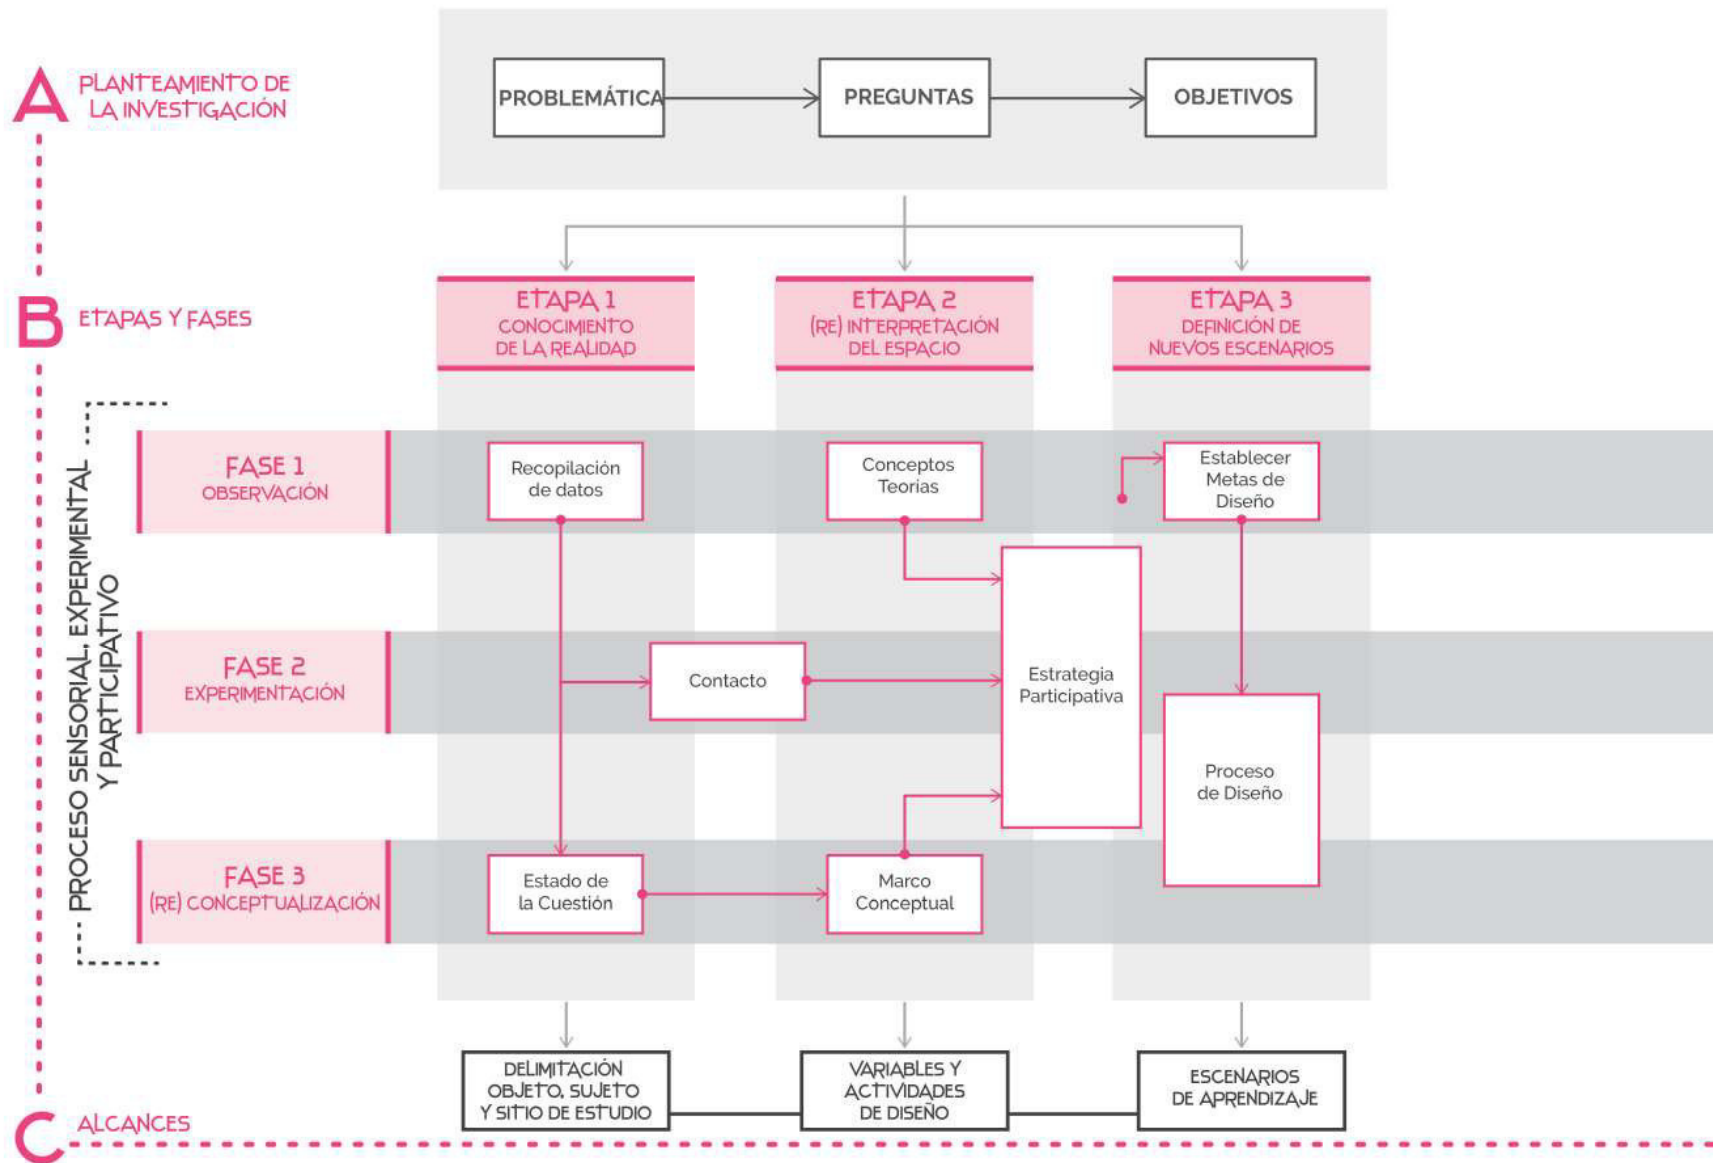 A PLANTEAMIENTO DE
LA INVESTIGACIÓN
PROBLEMÁTICA
PREGUNTAS
OBJETIVOS
B ETAPAS Y FASES
ETAPA 1
CONOCIMIENTO
DE LA REALIDAD
ETAPA 2
(RE) INTERPRETACIÓN
DEL ESPACIO
ETAPA 3
DEFINICIÓN DE
NUEVOS ESCENARIOS
PROCESO SENSORIAL, EXPERIMENTAL
Y PARTICIPATIVO
FASE 1
OBSERVACIÓN
Recopilación
de datos
Conceptos
Teorías
Establecer
Metas de
Diseño
FASE 2
EXPERIMENTACIÓN
Contacto
Estrategia
Participativa
Proceso
de Diseño
FASE 3
(RE) CONCEPTUALIZACIÓN
Estado de
la Cuestión
Marco
Conceptual
DELIMITACIÓN
OBJETO, SUJETO
Y SITIO DE ESTUDIO
VARIABLES Y
ACTIVIDADES
DE DISEÑO
ESCENARIOS
DE APRENDIZAJE
C ALCANCES